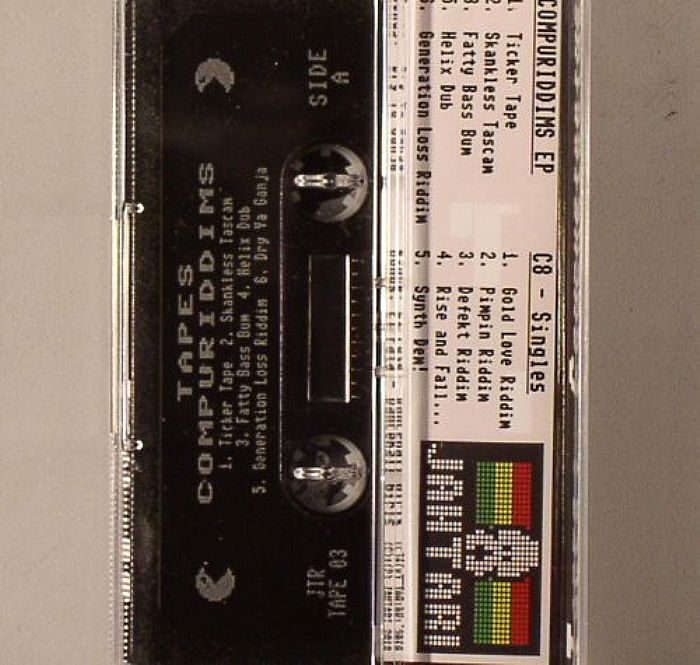 TAPES
COMPURIDDIMS
1. Ticker Tape 2. Skankless Tascam
3. Fatty Bass Bum 4. Helix Dub
5. Generation Loss Riddim 6. Dry Ya Ganja
SIDE
A
JTR
TAPE 03
COMPURIDDIMS EP
1. Ticker Tape
2. Skankless Tascam
3. Fatty Bass Bum
5. Helix Dub
6. Generation Loss Riddim
C8 - Singles
1. Gold Love Riddim
2. Pimpin Riddim
3. Defekt Riddim
4. Rise and Fall...
5. Synth Dem!
JAHTARI